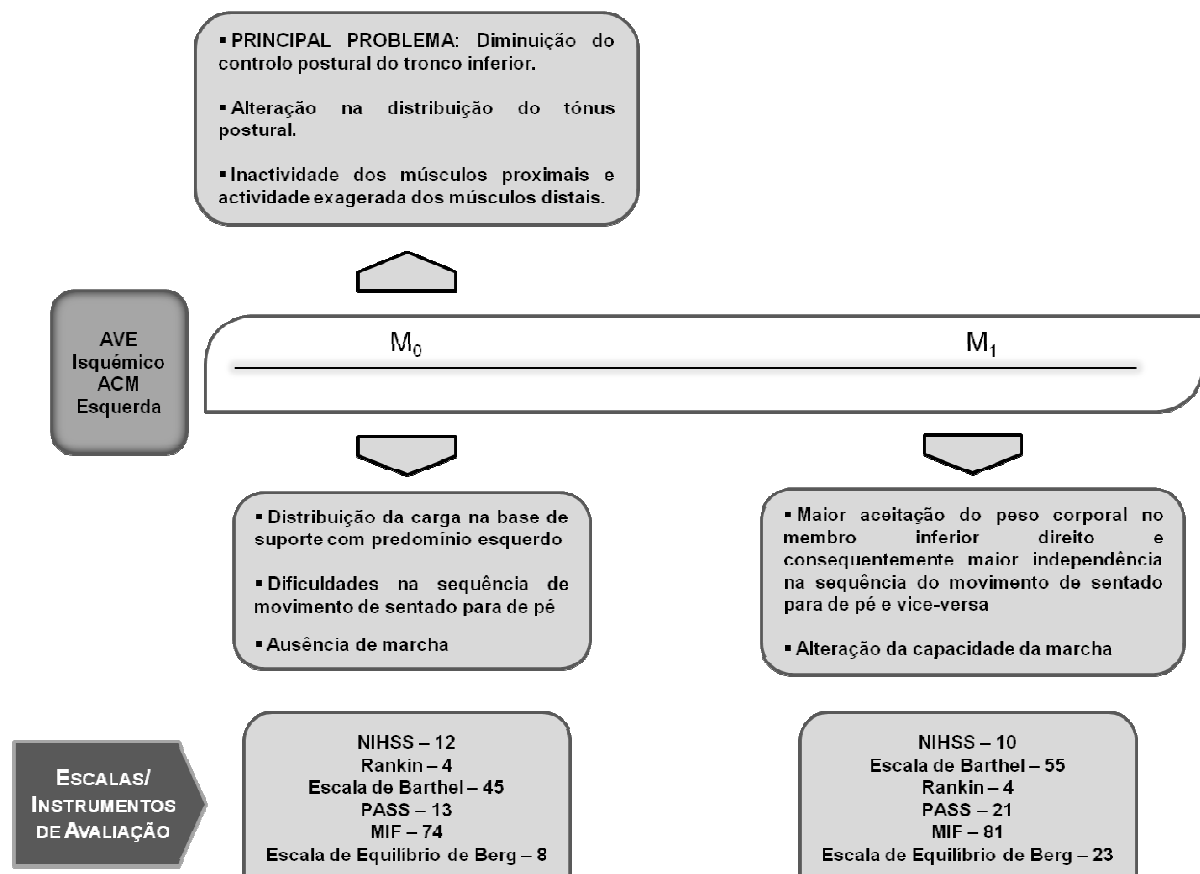 ▪ PRINCIPAL PROBLEMA: Diminuição do
controlo postural do tronco inferior.
▪ Alteração na distribuição do tónus
postural.
▪ Inactividade dos músculos proximais e
actividade exagerada dos músculos distais.
AVE
Isquémico
ACM
Esquerda
M0
M1
▪ Distribuição da carga na base de
suporte com predomínio esquerdo
▪ Dificuldades na sequência de
movimento de sentado para de pé
▪ Ausência de marcha
▪ Maior aceitação do peso corporal no
membro inferior direito e
consequentemente maior independência
na sequência do movimento de sentado
para de pé e vice-versa
▪ Alteração da capacidade da marcha
ESCALAS/
INSTRUMENTOS
DE AVALIAÇÃO
NIHSS – 12
Rankin – 4
Escala de Barthel – 45
PASS – 13
MIF – 74
Escala de Equilíbrio de Berg – 8
NIHSS – 10
Escala de Barthel – 55
Rankin – 4
PASS – 21
MIF – 81
Escala de Equilíbrio de Berg – 23